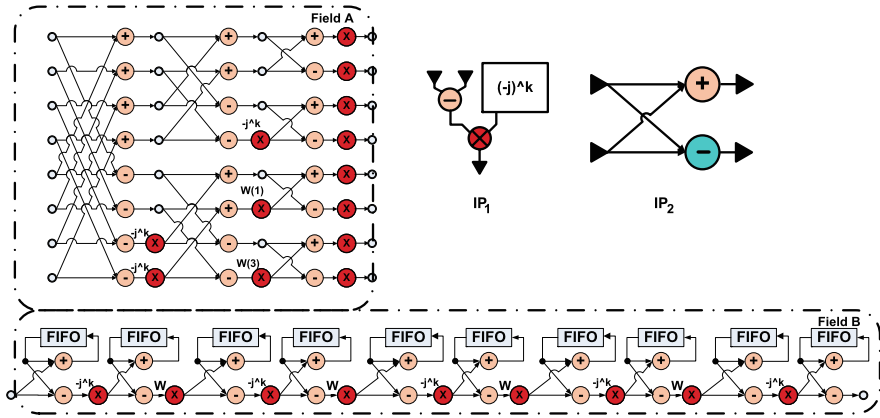 Field A
+ + +
+ + - X
+ - + X
+ -j^k - X - X
- + + X
W(1)
- + X - X
-j^k - X - + X
-j^k - X W(3) - X - X
(-j)^k
-
X
IP1
+
-
IP2
Field B
FIFO FIFO FIFO FIFO FIFO FIFO FIFO FIFO FIFO FIFO
+ + + + + + + + + +
- -j^k X - W X - -j^k X - W X - -j^k X - W X - -j^k X - W X - -j^k X -